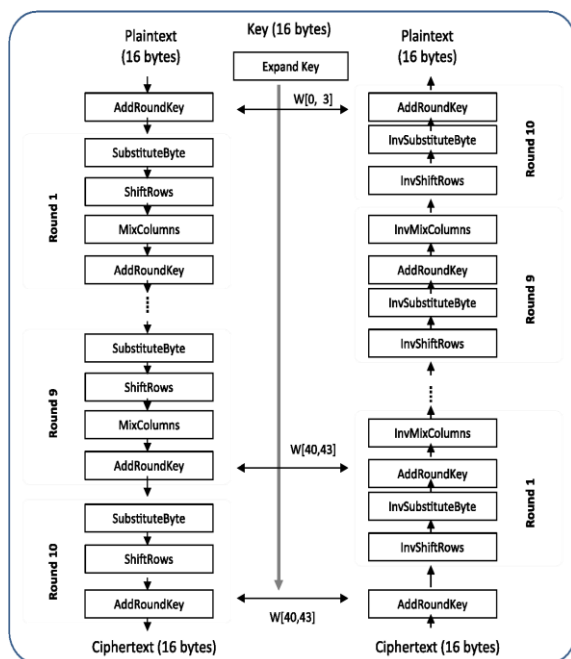 Plaintext
(16 bytes)
AddRoundKey
Round 1
SubstituteByte
ShiftRows
MixColumns
AddRoundKey
Round 9
SubstituteByte
ShiftRows
MixColumns
AddRoundKey
Round 10
SubstituteByte
ShiftRows
AddRoundKey
Ciphertext (16 bytes)
Key (16 bytes)
Expand Key
W[0, 3]
W[40,43]
W[40,43]
Plaintext
(16 bytes)
AddRoundKey
InvSubstituteByte
InvShiftRows
Round 10
InvMixColumns
AddRoundKey
InvSubstituteByte
InvShiftRows
Round 9
InvMixColumns
AddRoundKey
InvSubstituteByte
InvShiftRows
Round 1
AddRoundKey
Ciphertext (16 bytes)